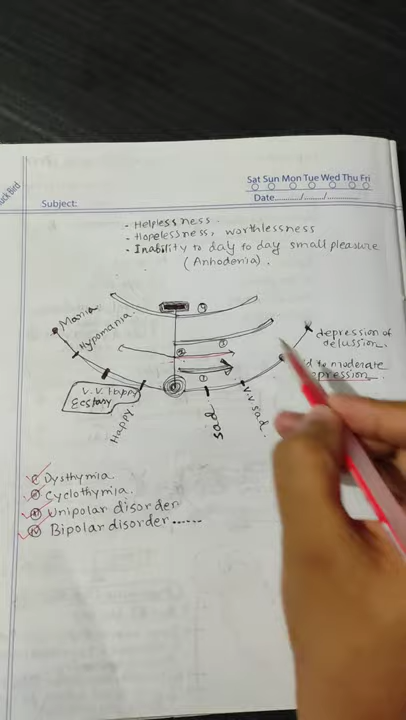 Sat Sun Mon Tue Wed Thu Fri
Subject:
Date............/............/............
- Helplessness.
- Hopelessness, worthlessness
- Inability to day to day small pleasure
(Anhodenia).
Mania
Hypomania.
depression of
delussion.
to moderate
V.V. Happy
Ecstasy
Happy
sad
V.V sad.
Dysthymia.
Cyclothymia.
Unipolar disorder
Bipolar disorder......